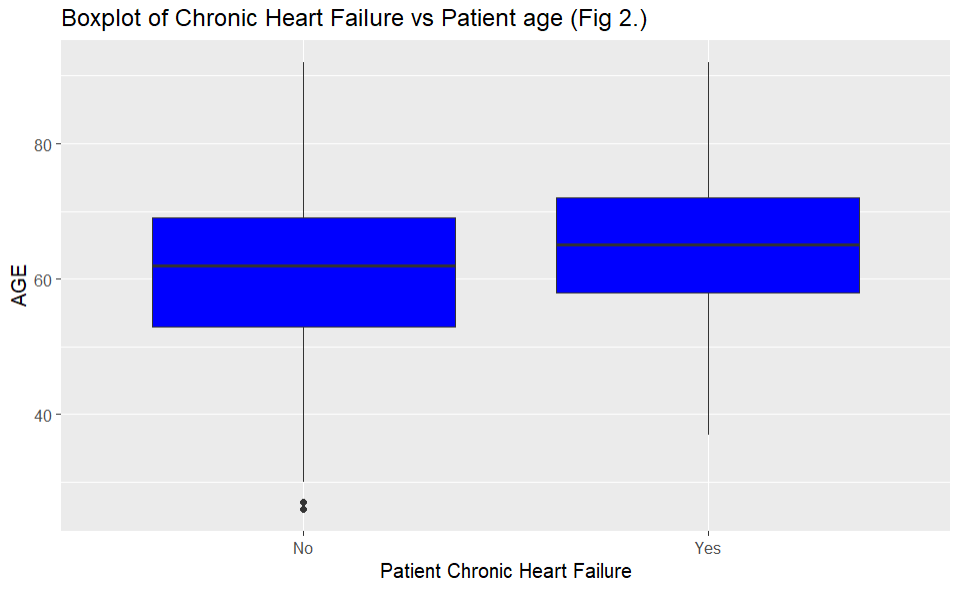 Boxplot of Chronic Heart Failure vs Patient age (Fig 2.)
AGE
80
60
40
No Yes
Patient Chronic Heart Failure